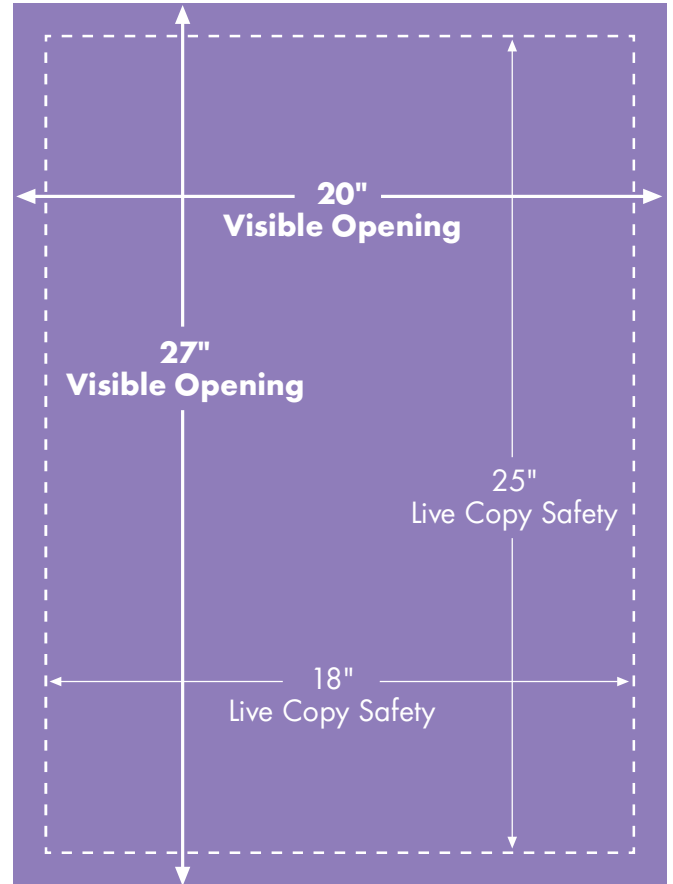 20"
Visible Opening
27"
Visible Opening
25"
Live Copy Safety
18"
Live Copy Safety